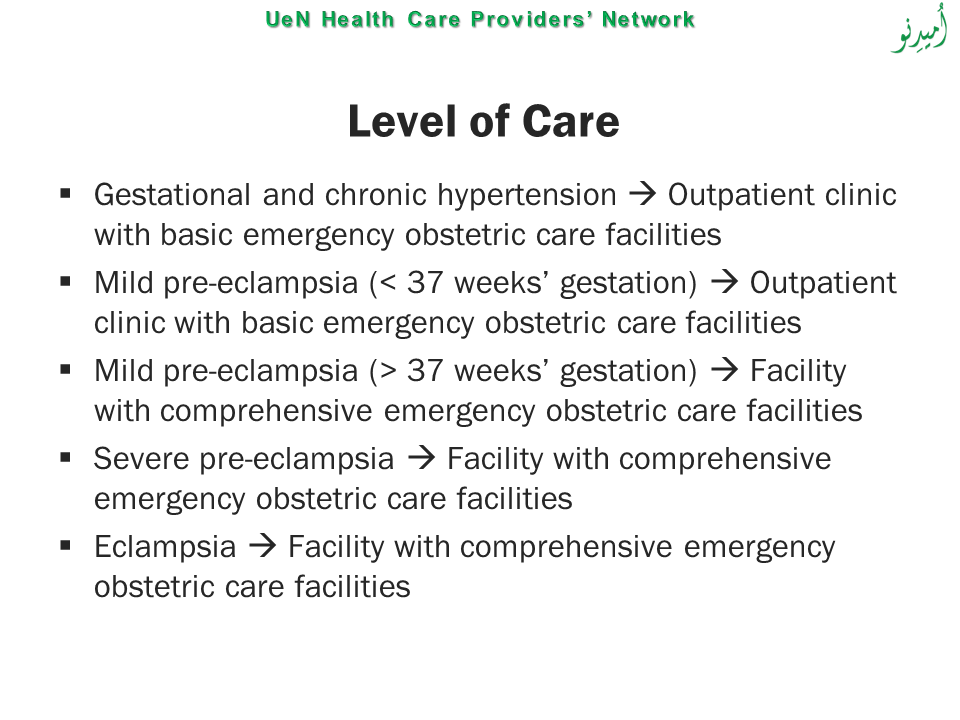 UeN Health Care Providers’ Network
اُمیدِنو
Level of Care
▪ Gestational and chronic hypertension → Outpatient clinic
with basic emergency obstetric care facilities
▪ Mild pre-eclampsia (< 37 weeks’ gestation) → Outpatient
clinic with basic emergency obstetric care facilities
▪ Mild pre-eclampsia (> 37 weeks’ gestation) → Facility
with comprehensive emergency obstetric care facilities
▪ Severe pre-eclampsia → Facility with comprehensive
emergency obstetric care facilities
▪ Eclampsia → Facility with comprehensive emergency
obstetric care facilities